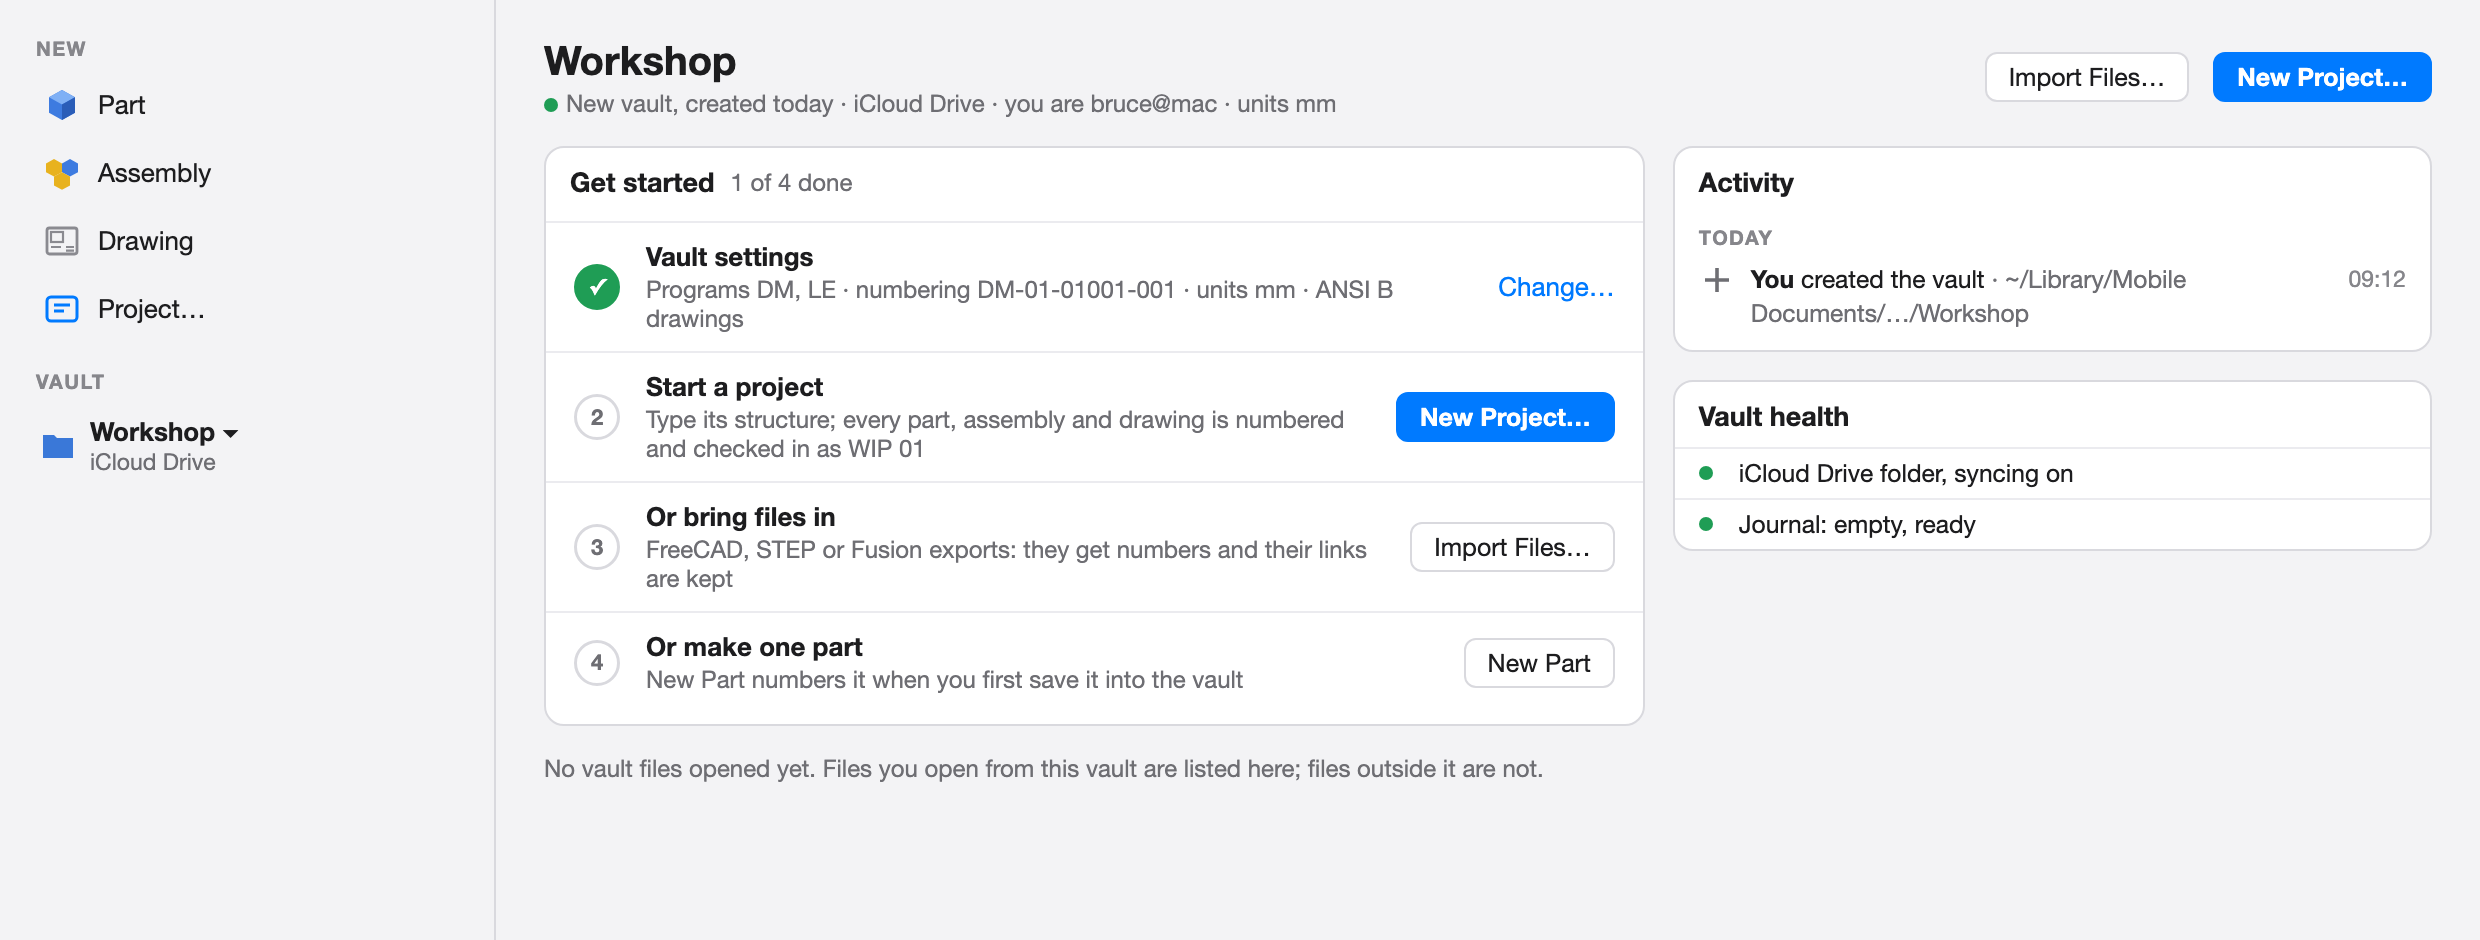 NEW
Part
Assembly
Drawing
Project…
VAULT
Workshop
iCloud Drive
Workshop
New vault, created today · iCloud Drive · you are bruce@mac · units mm
Import Files…
New Project…
Get started 1 of 4 done
Vault settings
Programs DM, LE · numbering DM-01-01001-001 · units mm · ANSI B
drawings
Change…
2
Start a project
Type its structure; every part, assembly and drawing is numbered
and checked in as WIP 01
New Project…
3
Or bring files in
FreeCAD, STEP or Fusion exports: they get numbers and their links
are kept
Import Files…
4
Or make one part
New Part numbers it when you first save it into the vault
New Part
No vault files opened yet. Files you open from this vault are listed here; files outside it are not.
Activity
TODAY
You created the vault · ~/Library/Mobile
Documents/…/Workshop
09:12
Vault health
iCloud Drive folder, syncing on
Journal: empty, ready